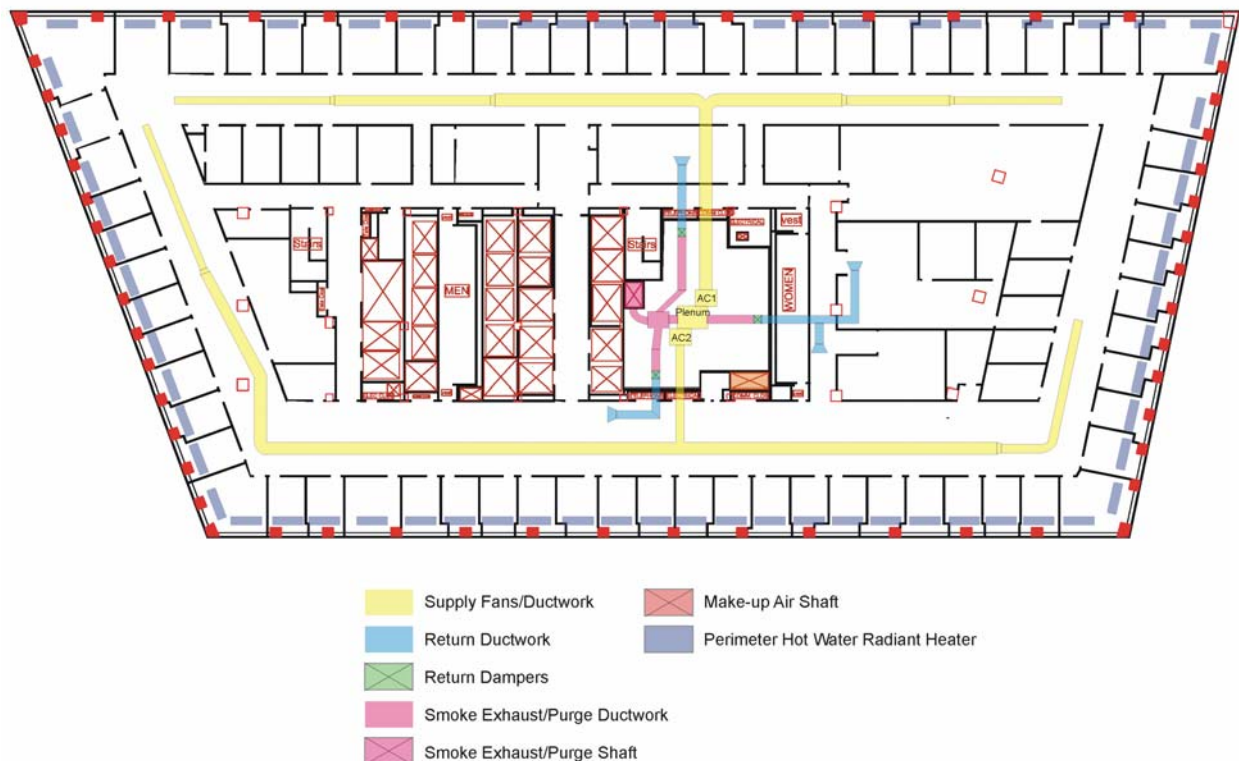 Stairs
MEN
Stairs
vest
WOMEN
AC1
Plenum
AC2
Supply Fans/Ductwork
Make-up Air Shaft
Return Ductwork
Perimeter Hot Water Radiant Heater
Return Dampers
Smoke Exhaust/Purge Ductwork
Smoke Exhaust/Purge Shaft